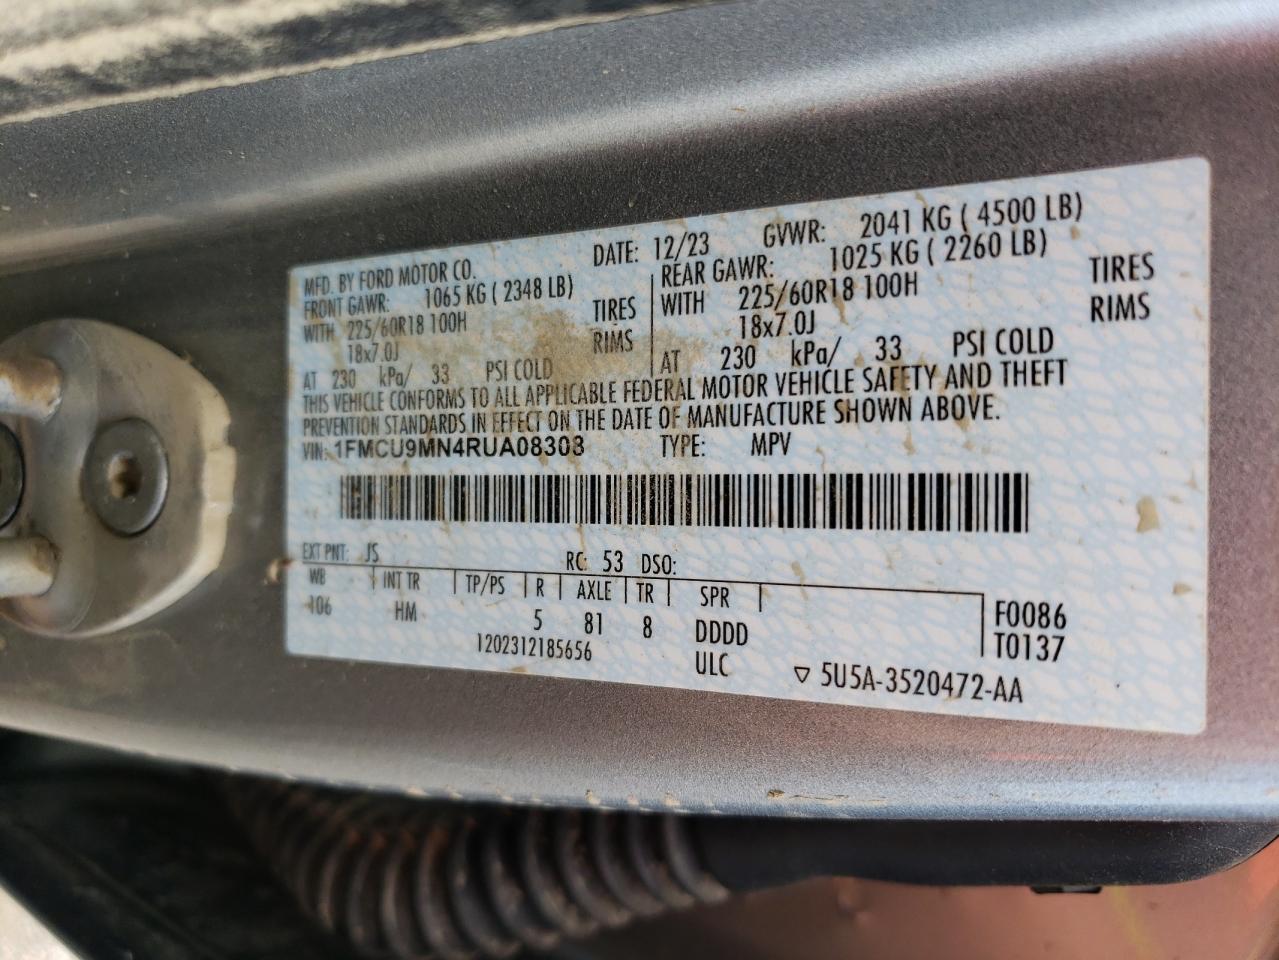 MFD. BY FORD MOTOR CO. DATE: 12/23 GVWR: 2041 KG ( 4500 LB)
FRONT GAWR: 1065 KG ( 2348 LB) REAR GAWR: 1025 KG ( 2260 LB)
WITH 225/60R18 100H TIRES WITH 225/60R18 100H TIRES
18x7.0J RIMS 18x7.0J RIMS
AT 230 kPa/ 33 PSI COLD AT 230 kPa/ 33 PSI COLD
THIS VEHICLE CONFORMS TO ALL APPLICABLE FEDERAL MOTOR VEHICLE SAFETY AND THEFT
PREVENTION STANDARDS IN EFFECT ON THE DATE OF MANUFACTURE SHOWN ABOVE.
VIN: 1FMCU9MN4RUA08303 TYPE: MPV
EXT PNT: JS RC: 53 DSO:
WB INT TR TP/PS R AXLE TR SPR
106 HM 5 81 8 DDDD F0086
1202312185656 ULC T0137
▽ 5U5A-3520472-AA